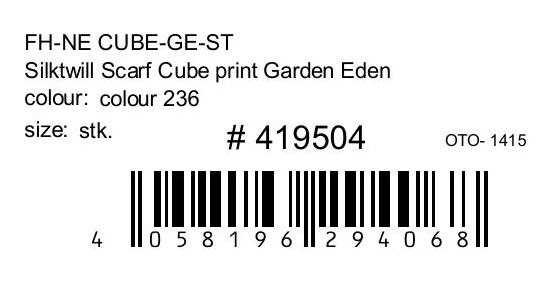 FH-NE CUBE-GE-ST
Silktwill Scarf Cube print Garden Eden
colour: colour 236
size: stk.
# 419504
OTO- 1415
4 058196 294068